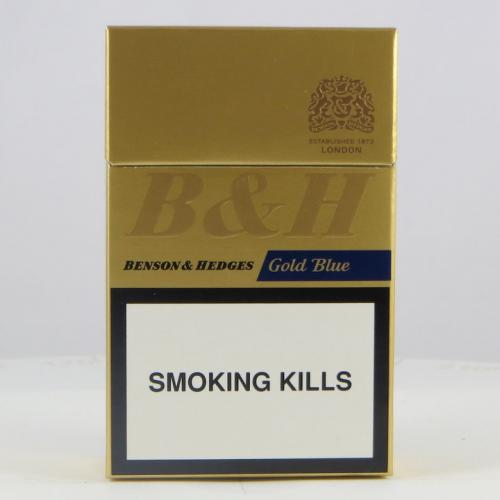 &
ESTABLISHED 1873
LONDON
B&H
BENSON & HEDGES Gold Blue
SMOKING KILLS